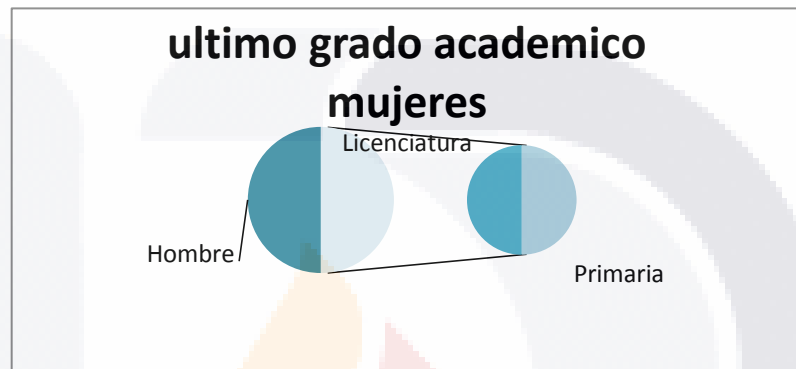 ultimo grado academico
mujeres
Licenciatura
Hombre
Primaria